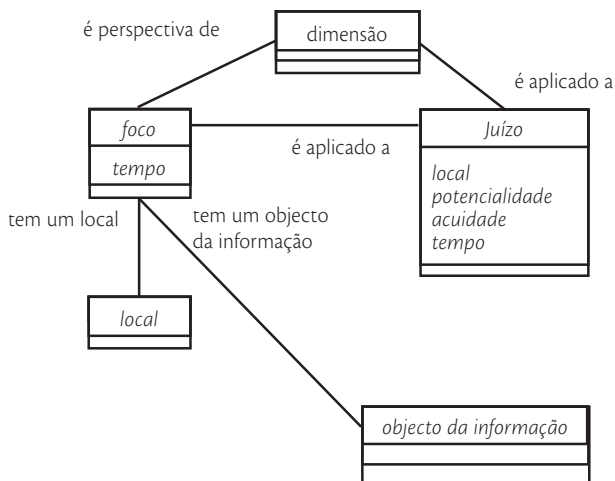 é perspectiva de
dimensão
é aplicado a
foco
tempo
é aplicado a
Juízo
local
potencialidade
acuidade
tempo
tem um local
tem um objecto
da informação
local
objecto da informação